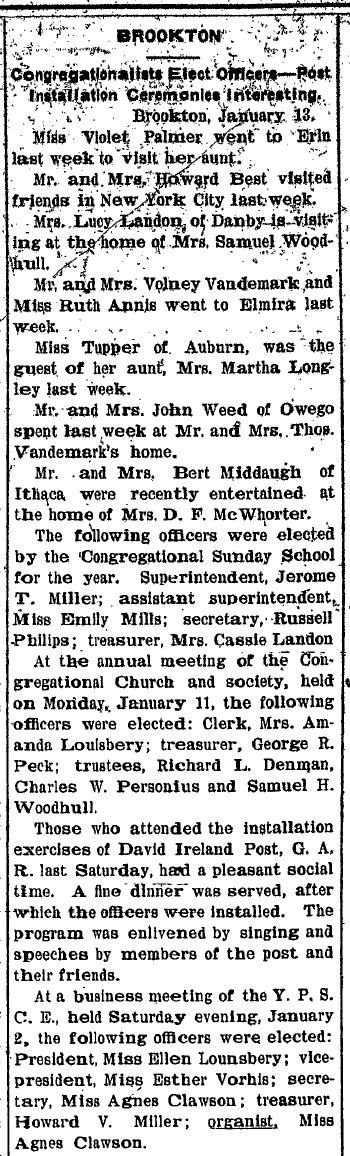 BROOKTON
Congregationalists Elect Officers—Post
Installation Ceremonies Interesting.
Brookton, January 13.
Miss Violet Palmer went to Erin
last week to visit her aunt.
Mr. and Mrs. Howard Best visited
friends in New York City last week.
Mrs. Lucy Landon of Danby is visit-
ing at the home of Mrs. Samuel Wood-
hull.
Mr. and Mrs. Volney Vandemark and
Miss Ruth Annis went to Elmira last
week.
Miss Tupper of Auburn, was the
guest of her aunt, Mrs. Martha Long-
ley last week.
Mr. and Mrs. John Weed of Owego
spent last week at Mr. and Mrs. Thos.
Vandemark's home.
Mr. and Mrs. Bert Middaugh of
Ithaca were recently entertained at
the home of Mrs. D. F. McWhorter.
The following officers were elected
by the Congregational Sunday School
for the year. Superintendent, Jerome
T. Miller; assistant superintendent,
Miss Emily Mills; secretary, Russell
Philips; treasurer, Mrs. Cassie Landon
At the annual meeting of the Con-
gregational Church and society, held
on Monday, January 11, the following
officers were elected: Clerk, Mrs. Am-
anda Louisbery; treasurer, George R.
Peck; trustees, Richard L. Denman,
Charles W. Personius and Samuel H.
Woodhull.
Those who attended the installation
exercises of David Ireland Post, G. A.
R. last Saturday, had a pleasant social
time. A fine dinner was served, after
which the officers were installed. The
program was enlivened by singing and
speeches by members of the post and
their friends.
At a business meeting of the Y. P. S.
C. E., held Saturday evening, January
2, the following officers were elected:
President, Miss Ellen Lounsbery; vice-
president, Miss Esther Vorhis; secre-
tary, Miss Agnes Clawson; treasurer,
Howard V. Miller; organist, Miss
Agnes Clawson.